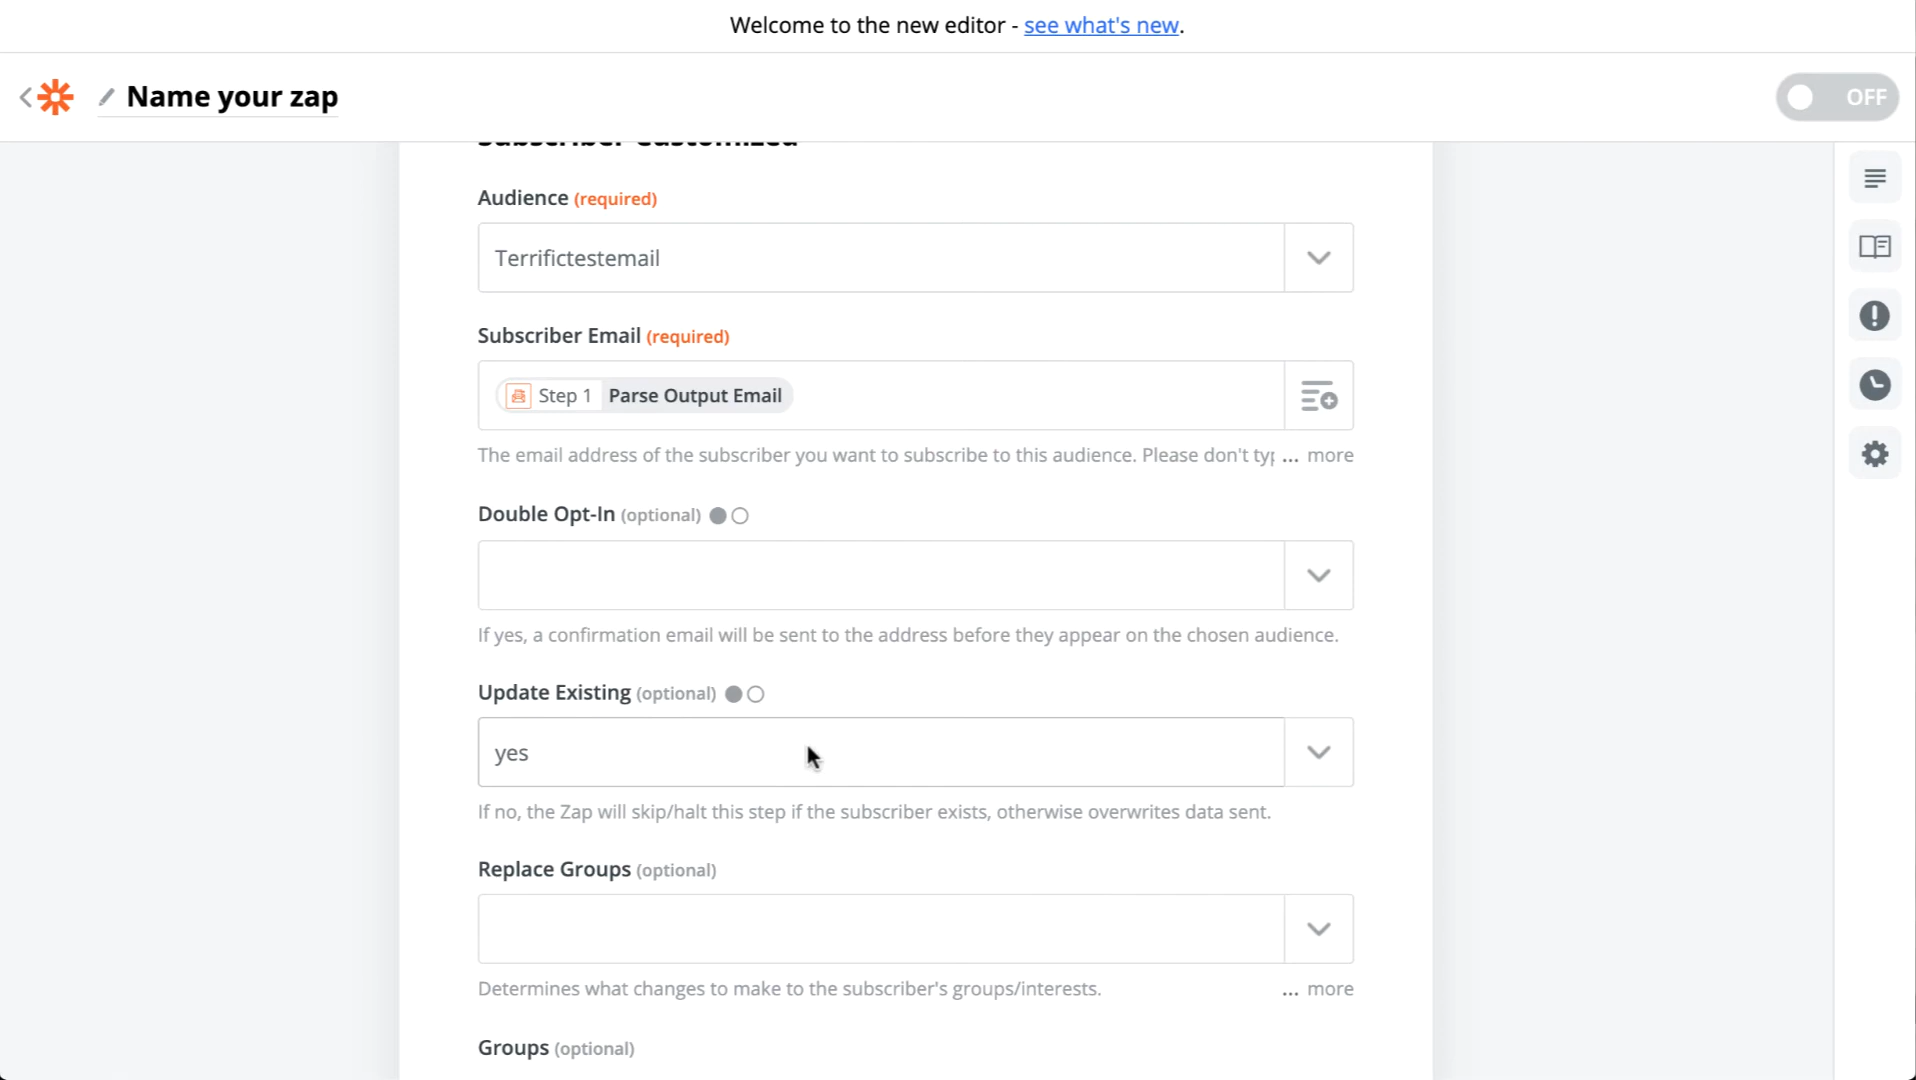 Welcome to the new editor - see what's new.
Name your zap
OFF
Subscriber Customized
Audience (required)
Terrifictestemail
Subscriber Email (required)
Step 1 Parse Output Email
The email address of the subscriber you want to subscribe to this audience. Please don't typ ... more
Double Opt-In (optional)
If yes, a confirmation email will be sent to the address before they appear on the chosen audience.
Update Existing (optional)
yes
If no, the Zap will skip/halt this step if the subscriber exists, otherwise overwrites data sent.
Replace Groups (optional)
Determines what changes to make to the subscriber's groups/interests. ... more
Groups (optional)